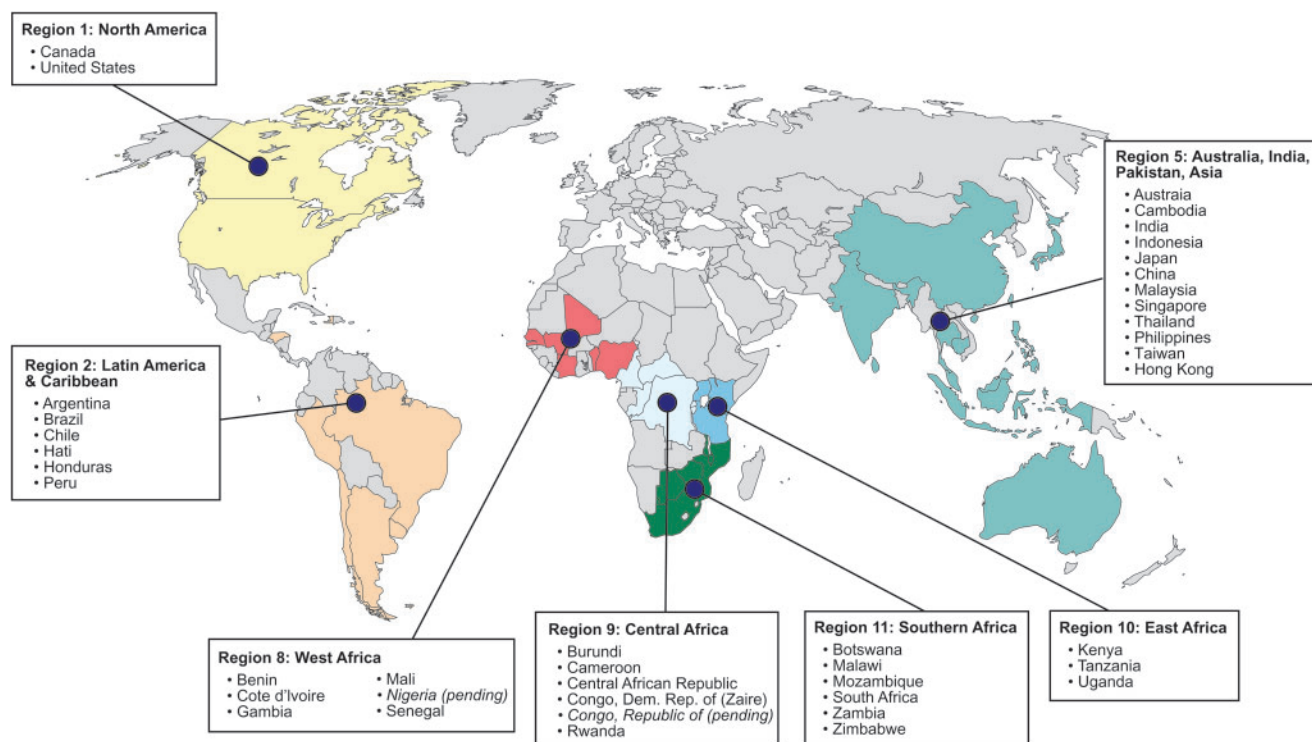 Region 1: North America
• Canada
• United States
Region 5: Australia, India,
Pakistan, Asia
• Austraia
• Cambodia
• India
• Indonesia
• Japan
• China
• Malaysia
• Singapore
• Thailand
• Philippines
• Taiwan
• Hong Kong
Region 2: Latin America
& Caribbean
• Argentina
• Brazil
• Chile
• Hati
• Honduras
• Peru
Region 8: West Africa
• Benin
• Cote d'Ivoire
• Gambia
• Mali
• Nigeria (pending)
• Senegal
Region 9: Central Africa
• Burundi
• Cameroon
• Central African Republic
• Congo, Dem. Rep. of (Zaire)
• Congo, Republic of (pending)
• Rwanda
Region 11: Southern Africa
• Botswana
• Malawi
• Mozambique
• South Africa
• Zambia
• Zimbabwe
Region 10: East Africa
• Kenya
• Tanzania
• Uganda